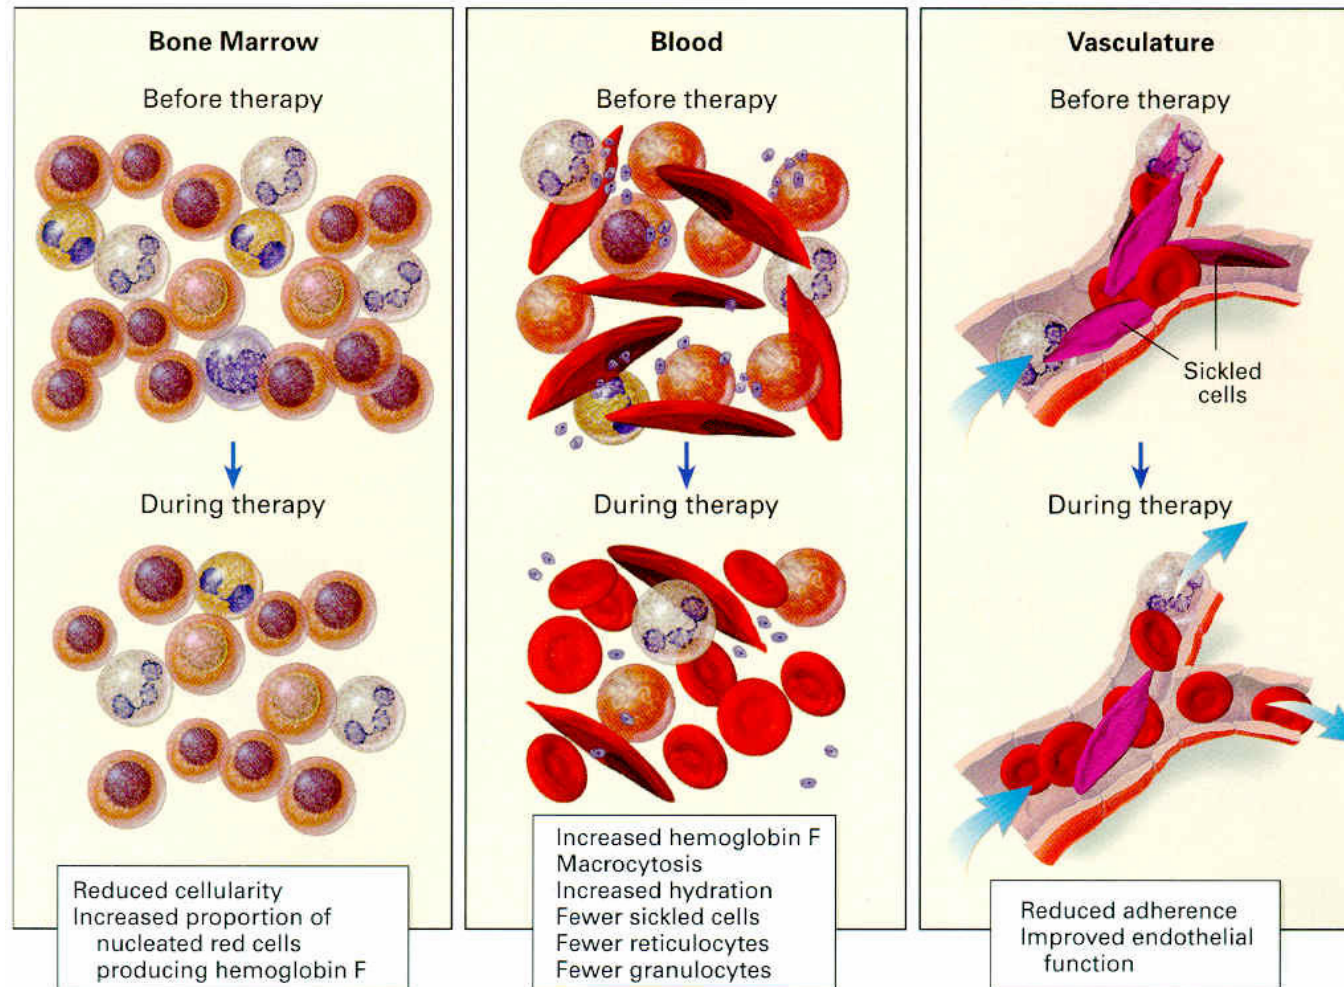 Bone Marrow
Before therapy
During therapy
Reduced cellularity
Increased proportion of
nucleated red cells
producing hemoglobin F
Blood
Before therapy
During therapy
Increased hemoglobin F
Macrocytosis
Increased hydration
Fewer sickled cells
Fewer reticulocytes
Fewer granulocytes
Vasculature
Before therapy
Sickled
cells
During therapy
Reduced adherence
Improved endothelial
function